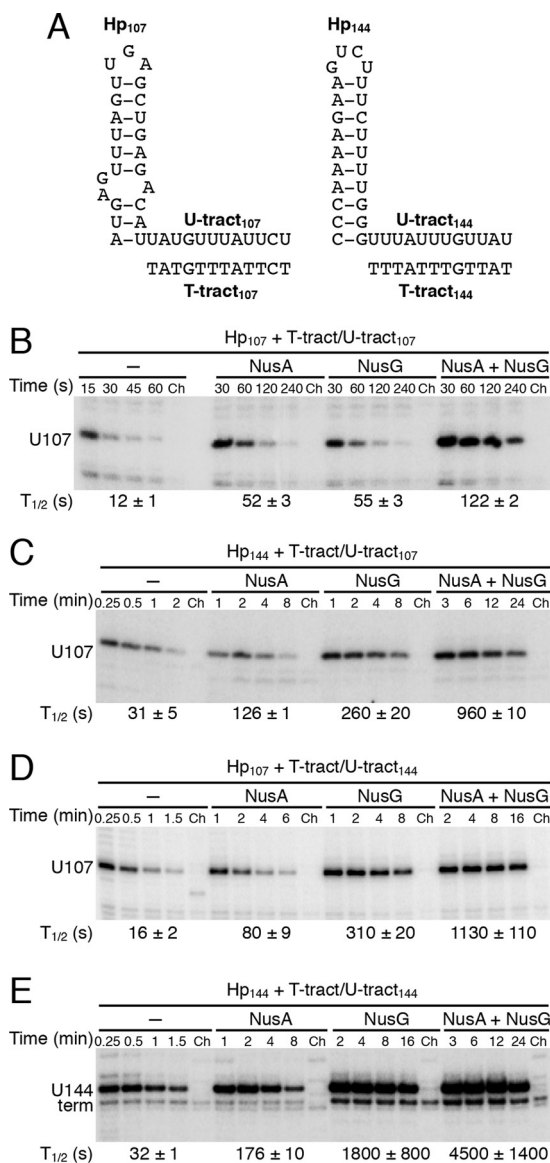 A
Hp107 Hp144
G
U A
U–G
G–C
A–U
U–G
U–A
U–G
G A
A
G–C
U–A
A UUAUGUUUAUUCU
U-tract107
TATGTTTATTCT
T-tract107
U C
G U
A–U
A–U
G–C
A–U
A–U
A–U
A–U
C–G
C–G
C–GUUUAUUUGUUAU
U-tract144
TTTATTTGTTAT
T-tract144
B
Hp107 + T-tract/U-tract107
– NusA NusG NusA + NusG
Time (s) 15 30 45 60 Ch 30 60 120 240 Ch 30 60 120 240 Ch 30 60 120 240 Ch
U107
T1/2 (s) 12 ± 1 52 ± 3 55 ± 3 122 ± 2
C
Hp144 + T-tract/U-tract107
– NusA NusG NusA + NusG
Time (min) 0.25 0.5 1 2 Ch 1 2 4 8 Ch 1 2 4 8 Ch 3 6 12 24 Ch
U107
T1/2 (s) 31 ± 5 126 ± 1 260 ± 20 960 ± 10
D
Hp107 + T-tract/U-tract144
– NusA NusG NusA + NusG
Time (min) 0.25 0.5 1 1.5 Ch 1 2 4 6 Ch 1 2 4 8 Ch 2 4 8 16 Ch
U107
T1/2 (s) 16 ± 2 80 ± 9 310 ± 20 1130 ± 110
E
Hp144 + T-tract/U-tract144
– NusA NusG NusA + NusG
Time (min) 0.25 0.5 1 1.5 Ch 1 2 4 8 Ch 2 4 8 16 Ch 3 6 12 24 Ch
U144
term
T1/2 (s) 32 ± 1 176 ± 10 1800 ± 800 4500 ± 1400